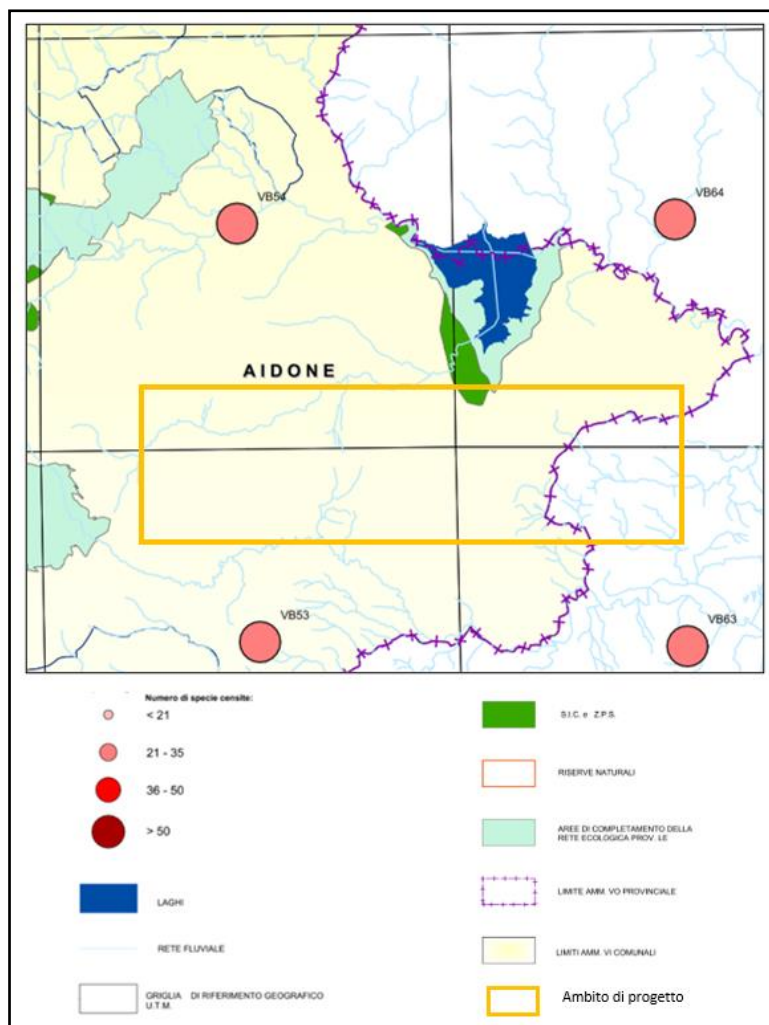 VB54
VB64
AIDONE
VB53
VB63
Numero di specie censite:
< 21
21 - 35
36 - 50
> 50
LAGHI
RETE FLUVIALE
GRIGLIA DI RIFERIMENTO GEOGRAFICO
U.T.M.
S.I.C. e Z.P.S.
RISERVE NATURALI
AREE DI COMPLETAMENTO DELLA
RETE ECOLOGICA PROV. LE
LIMITE AMM. VO PROVINCIALE
LIMITI AMM. VI COMUNALI
Ambito di progetto